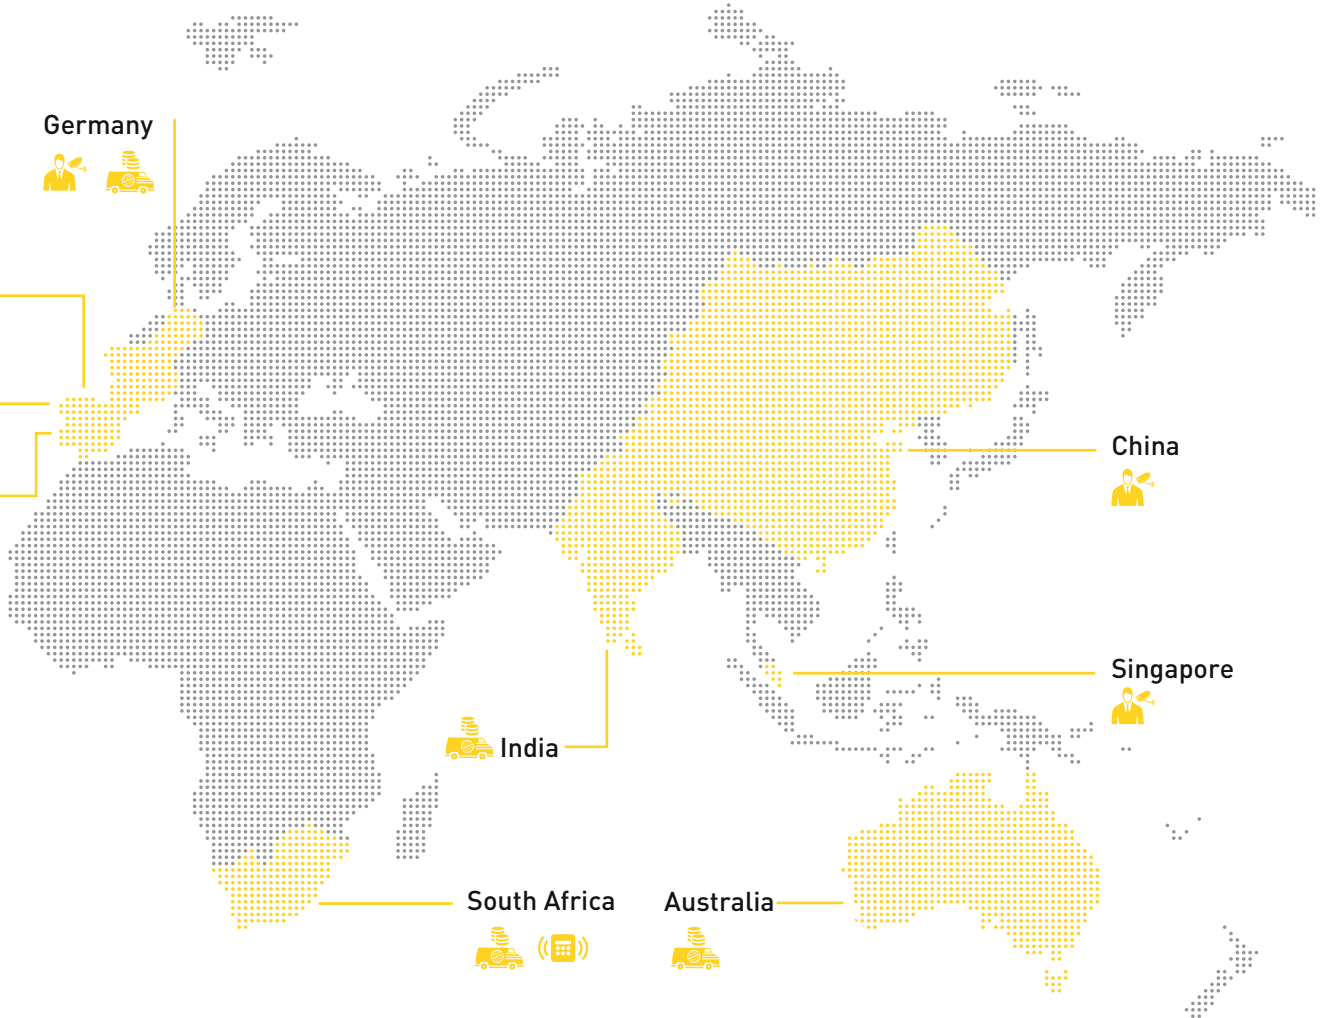 Germany
China
Singapore
India
South Africa
Australia